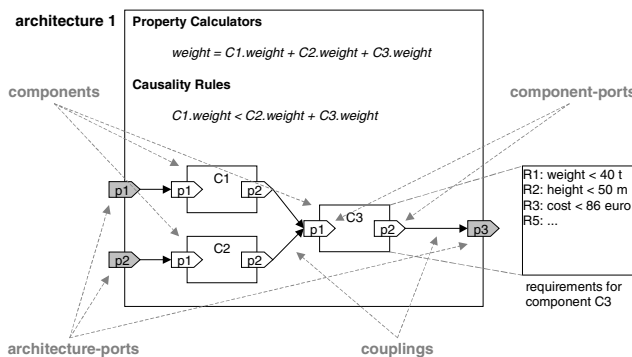 architecture 1
Property Calculators
weight = C1.weight + C2.weight + C3.weight
Causality Rules
C1.weight < C2.weight + C3.weight
components
component-ports
p1
p1
C1
p2
p2
p1
C2
p2
p1
C3
p2
p3
R1: weight < 40 t
R2: height < 50 m
R3: cost < 86 euro
R5: ...
requirements for
component C3
architecture-ports
couplings